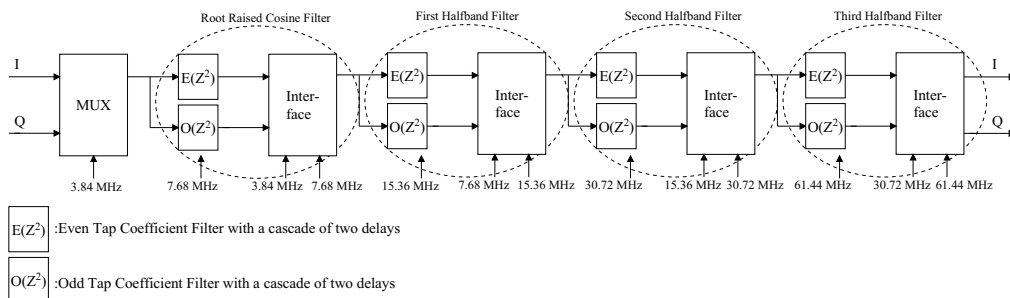 Root Raised Cosine Filter First Halfband Filter Second Halfband Filter Third Halfband Filter
I E(Z²) E(Z²) E(Z²) E(Z²) I
MUX Inter-face Inter-face Inter-face Inter-face
Q O(Z²) O(Z²) O(Z²) O(Z²) Q
3.84 MHz 7.68 MHz 3.84 MHz 7.68 MHz 15.36 MHz 7.68 MHz 15.36 MHz 30.72 MHz 15.36 MHz 30.72 MHz 61.44 MHz 30.72 MHz 61.44 MHz
E(Z²) :Even Tap Coefficient Filter with a cascade of two delays
O(Z²) :Odd Tap Coefficient Filter with a cascade of two delays